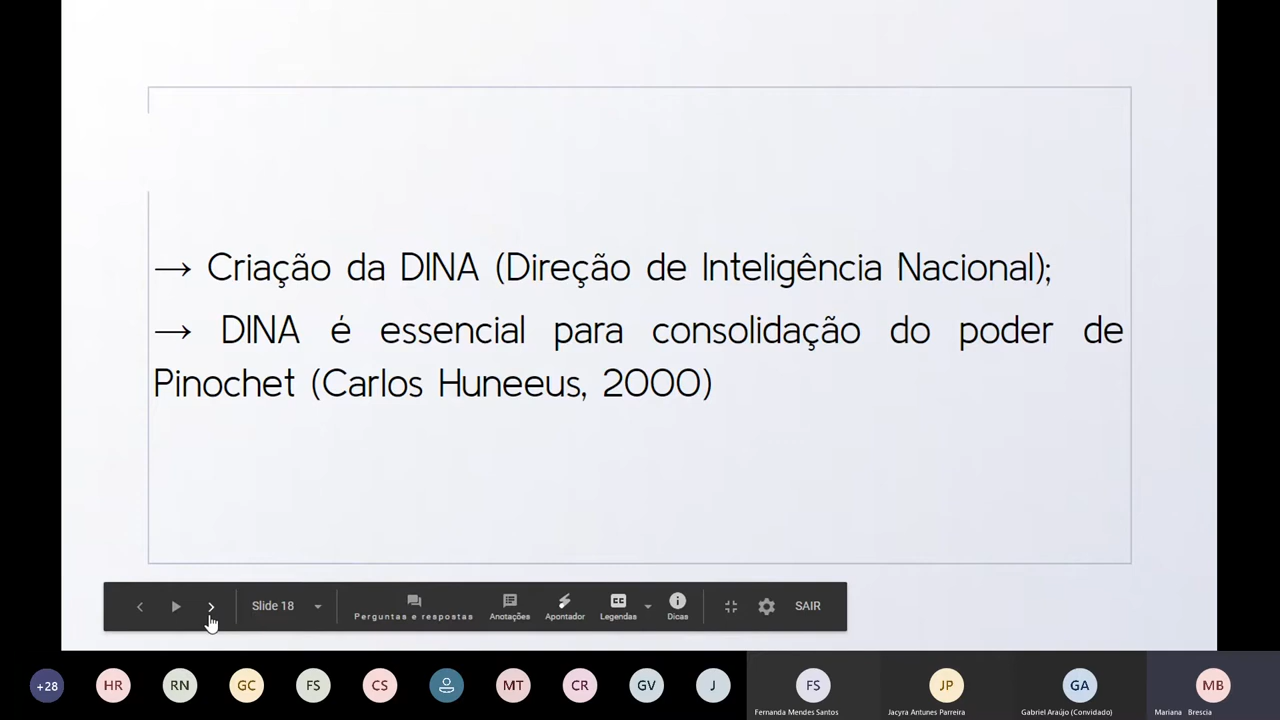 → Criação da DINA (Direção de Inteligência Nacional);
→ DINA é essencial para consolidação do poder de
Pinochet (Carlos Huneeus, 2000)
Slide 18
Perguntas e respostas
Anotações
Apontador
Legendas
Dicas
SAIR
+28
HR
RN
GC
FS
CS
MT
CR
GV
J
FS
JP
GA
MB
Fernanda Mendes Santos
Jacyra Antunes Parreira
Gabriel Araújo (Convidado)
Mariana Brescia